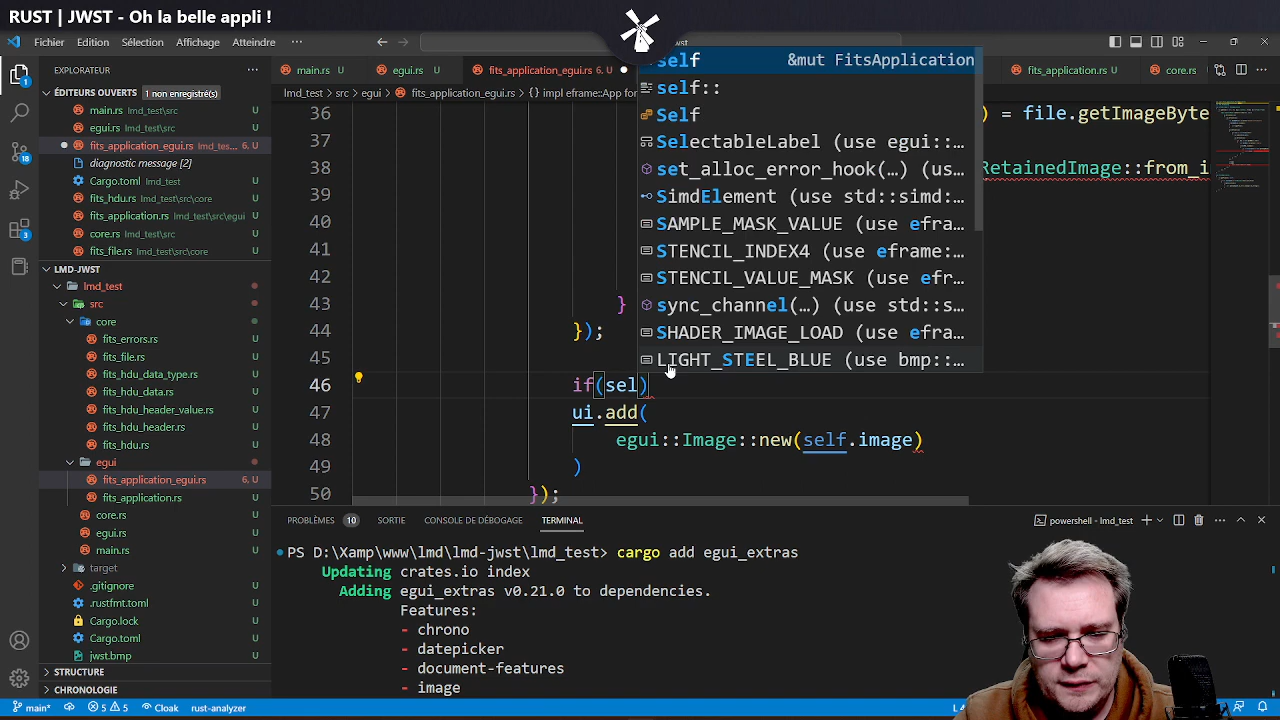 RUST | JWST - Oh la belle appli !
Fichier Edition Sélection Affichage Atteindre ...
wst
EXPLORATEUR
main.rs U
egui.rs U
fits_application_egui.rs 6, U
fits_application.rs U
core.rs U
ÉDITEURS OUVERTS 1 non enregistré(s)
main.rs lmd_test\src U
egui.rs lmd_test\src U
fits_application_egui.rs lmd_tes... 6, U
diagnostic message [2]
Cargo.toml lmd_test U
fits_hdu.rs lmd_test\src\core U
fits_application.rs lmd_test\src\egui U
core.rs lmd_test\src U
fits_file.rs lmd_test\src\core U
LMD-JWST
lmd_test
src
core
fits_errors.rs U
fits_file.rs U
fits_hdu_data_type.rs U
fits_hdu_header_value.rs U
fits_hdu_header.rs U
fits_hdu.rs U
egui
fits_application_egui.rs 6, U
fits_application.rs U
core.rs U
egui.rs U
main.rs U
target
.gitignore U
.rustfmt.toml U
Cargo.lock U
Cargo.toml U
jwst.bmp U
STRUCTURE
CHRONOLOGIE
lmd_test > src > egui > fits_application_egui.rs > {} impl eframe::App for
36 ) = file.getImageByte
37
38 RetainedImage::from_i
39
40
41
42
43 }
44 });
45
46 if(sel)
47 ui.add(
48 egui::Image::new(self.image)
49 )
50 });
self &mut FitsApplication
self::
Self
SelectableLabel (use egui::…
set_alloc_error_hook(…) (us…
SimdElement (use std::simd:…
SAMPLE_MASK_VALUE (use efra…
STENCIL_INDEX4 (use eframe:…
STENCIL_VALUE_MASK (use efr…
sync_channel(…) (use std::s…
SHADER_IMAGE_LOAD (use efra…
LIGHT_STEEL_BLUE (use bmp::…
PROBLÈMES 10 SORTIE CONSOLE DE DÉBOGAGE TERMINAL
powershell - lmd_test
PS D:\Xamp\www\lmd\lmd-jwst\lmd_test> cargo add egui_extras
Updating crates.io index
Adding egui_extras v0.21.0 to dependencies.
Features:
- chrono
- datepicker
- document-features
- image
main* 5 5 Cloak rust-analyzer